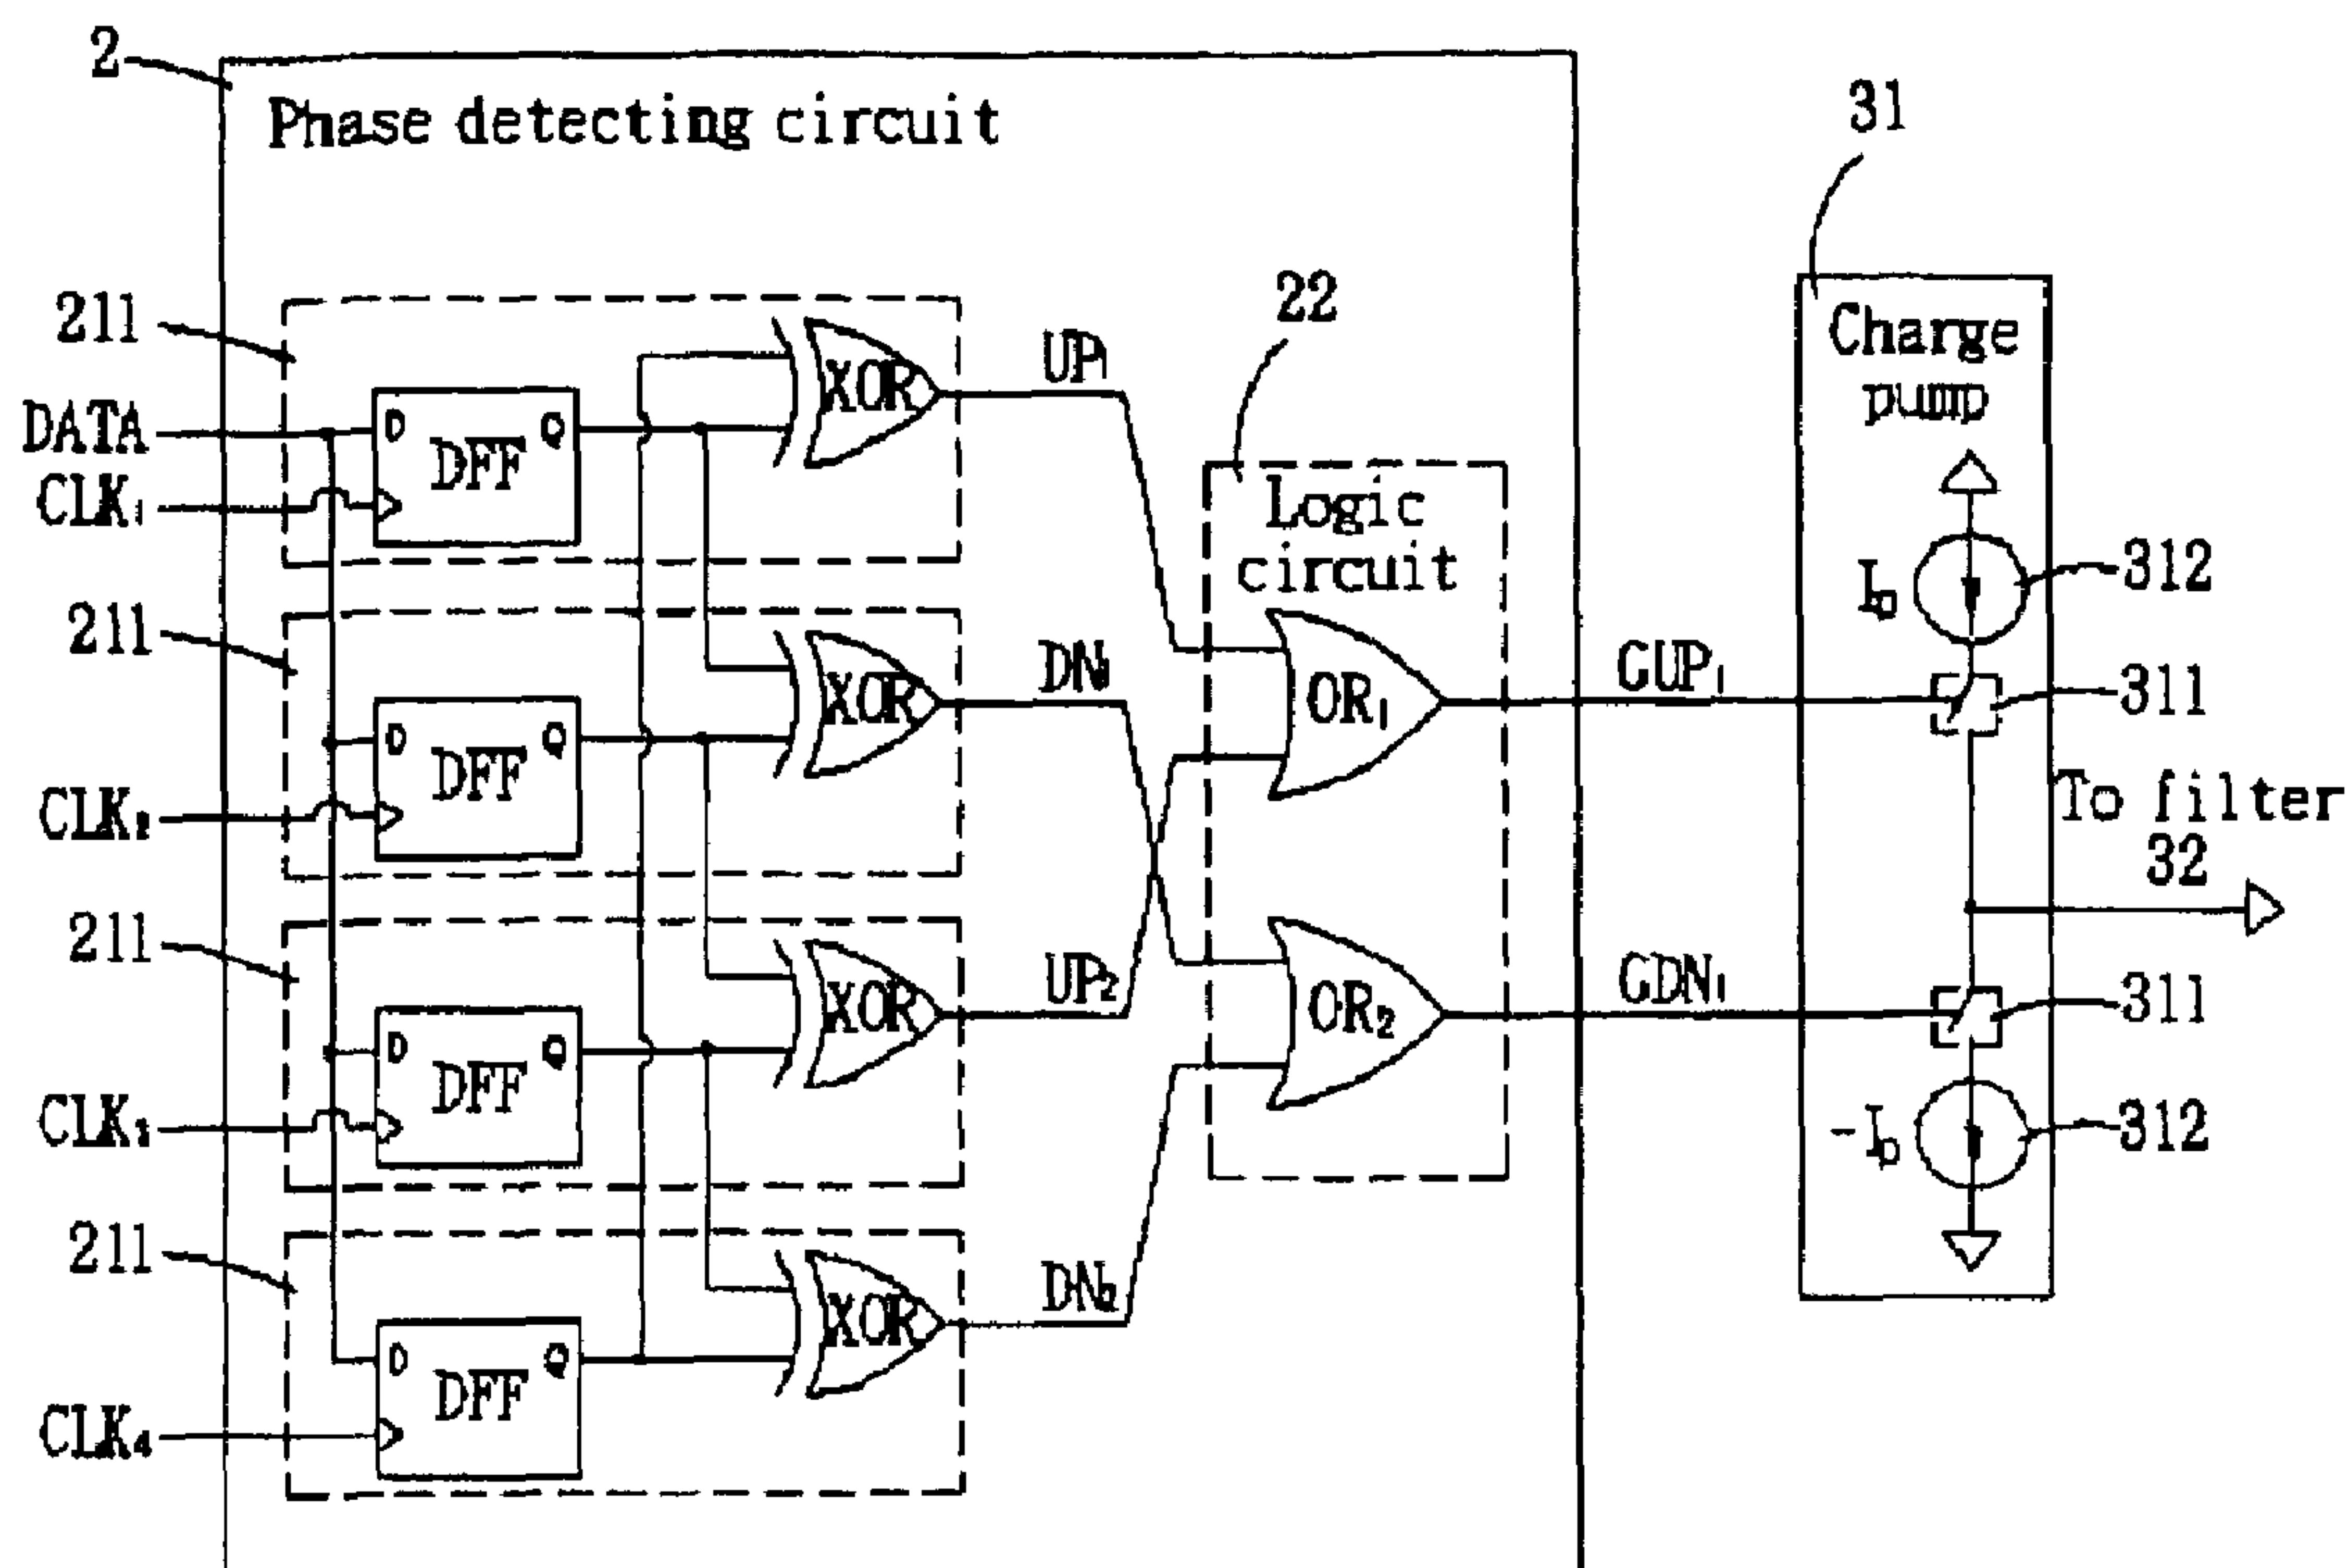 2
Phase detecting circuit
31
211
UP₁
22
Charge
pump
XOR
DATA
D
Q
DFF
CLK₁
Logic
circuit
I_p
312
211
DN₁
GUP₁
XOR
OR₁
311
D
Q
DFF
CLK₂
To filter
32
211
UP₂
GDN₁
XOR
OR₂
311
D
Q
DFF
CLK₃
-I_p
312
211
DN₂
XOR
D
Q
DFF
CLK₄